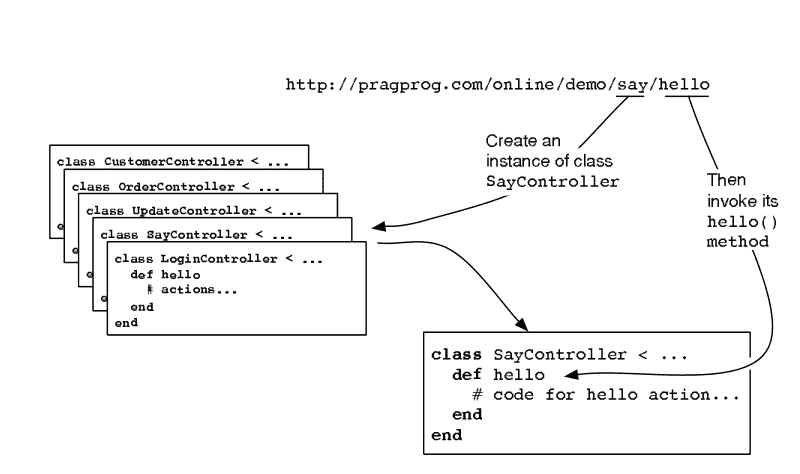 http://pragprog.com/online/demo/say/hello
Create an
instance of class
SayController
Then
invoke its
hello()
method
class CustomerController < ...
class OrderController < ...
class UpdateController < ...
class SayController < ...
class LoginController < ...
def hello
# actions...
end
end
class SayController < ...
def hello
# code for hello action...
end
end